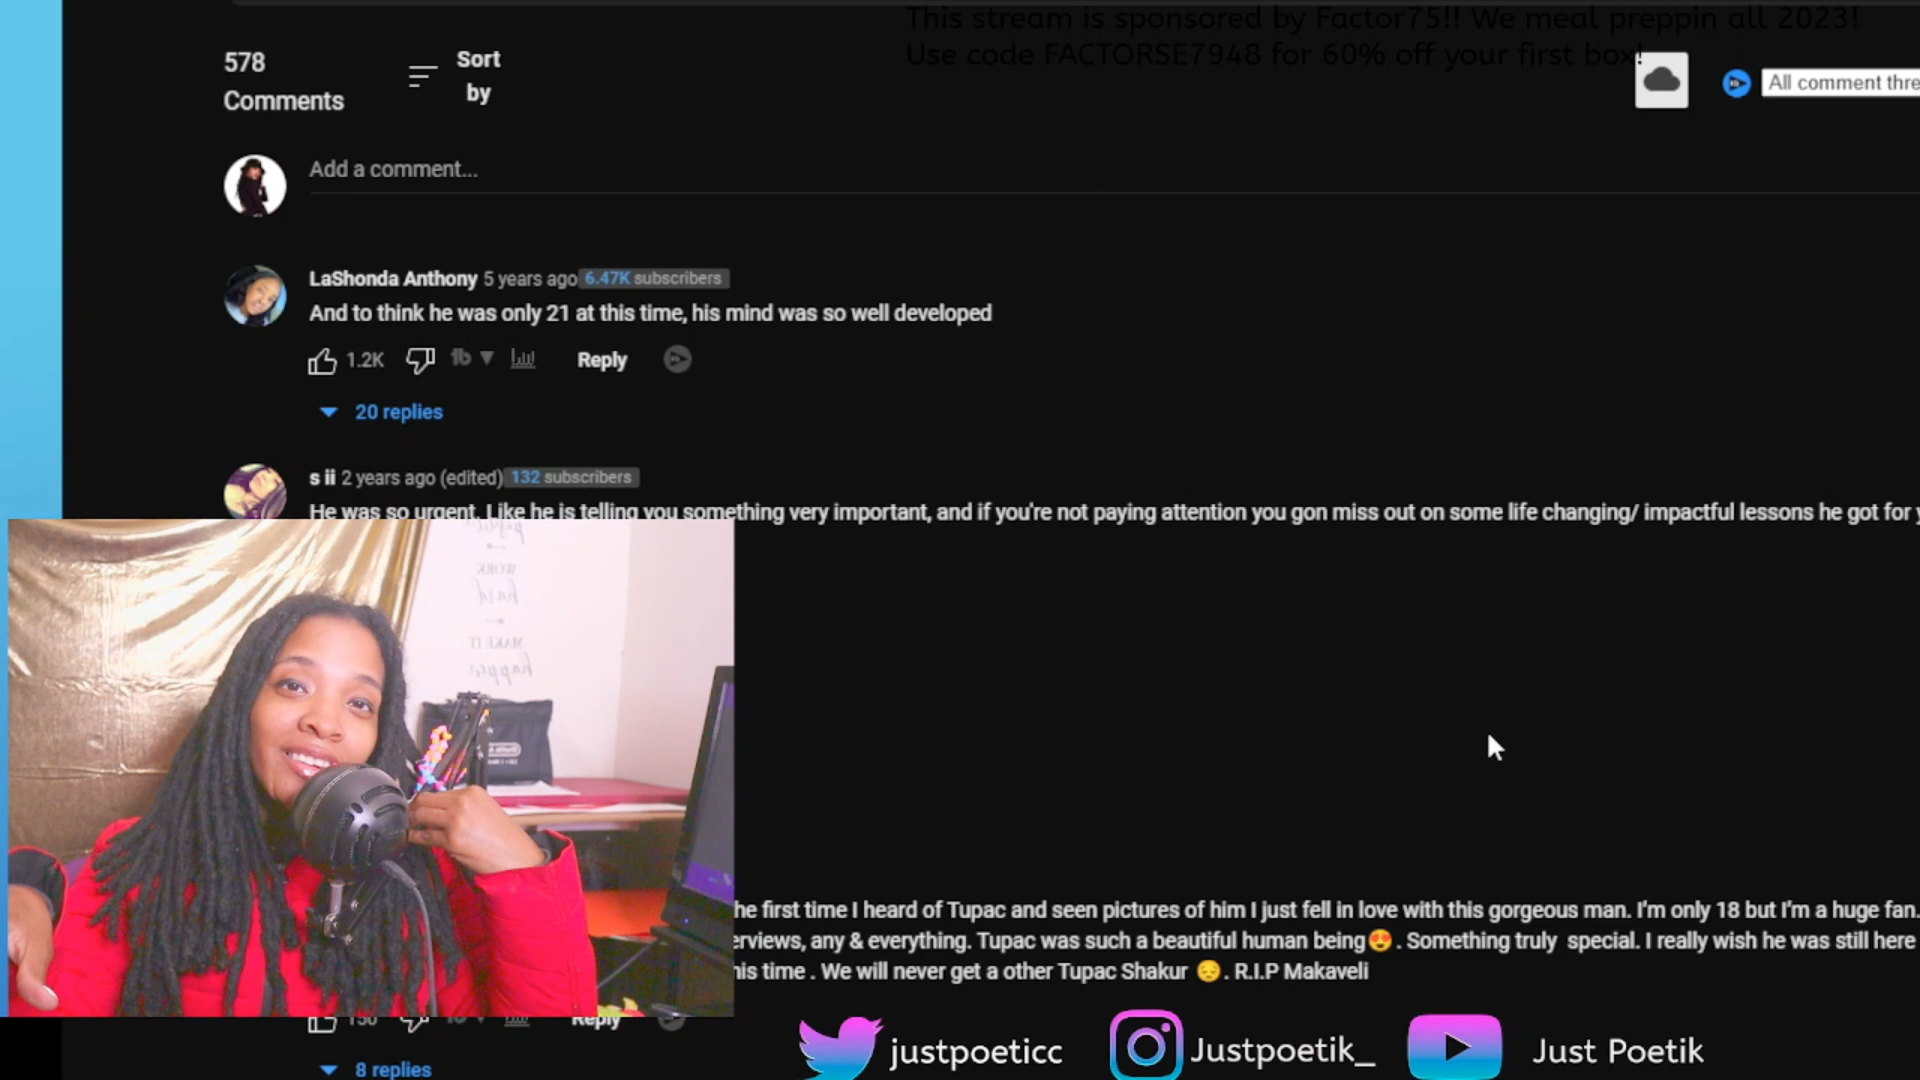 This stream is sponsored by Factor75!! We meal preppin all 2023!
Use code FACTORSE7948 for 60% off your first box!
578
Comments
Sort
by
All comment thre
Add a comment...
LaShonda Anthony 5 years ago 6.47K subscribers
And to think he was only 21 at this time, his mind was so well developed
1.2K
Reply
20 replies
s ii 2 years ago (edited) 132 subscribers
He was so urgent. Like he is telling you something very important, and if you're not paying attention you gon miss out on some life changing/ impactful lessons he got for y
WORK
hard
MAKE IT
happen
he first time I heard of Tupac and seen pictures of him I just fell in love with this gorgeous man. I'm only 18 but I'm a huge fan.
erviews, any & everything. Tupac was such a beautiful human being😍. Something truly special. I really wish he was still here
his time . We will never get a other Tupac Shakur 😔. R.I.P Makaveli
150
Reply
8 replies
justpoeticc
Justpoetik_
Just Poetik